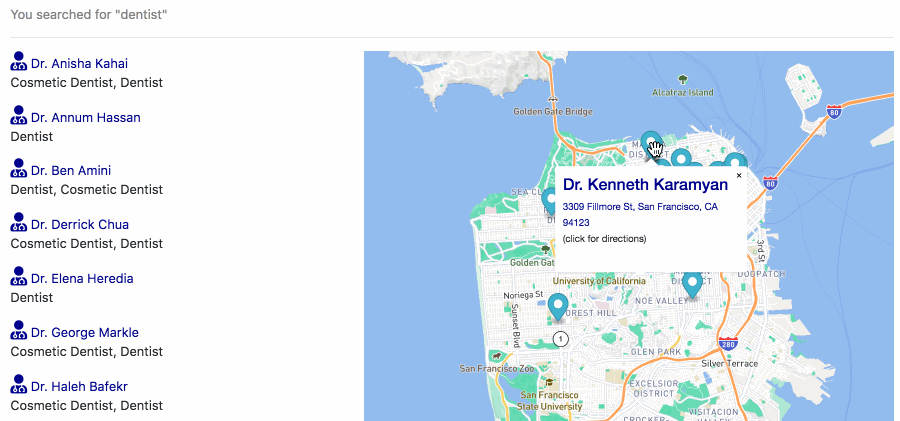 You searched for "dentist"
Dr. Anisha Kahai
Cosmetic Dentist, Dentist
Dr. Annum Hassan
Dentist
Dr. Ben Amini
Dentist, Cosmetic Dentist
Dr. Derrick Chua
Cosmetic Dentist, Dentist
Dr. Elena Heredia
Dentist
Dr. George Markle
Cosmetic Dentist, Dentist
Dr. Haleh Bafekr
Cosmetic Dentist, Dentist
Alcatraz Island
Golden Gate Bridge
80
80
Dr. Kenneth Karamyan
×
3309 Fillmore St, San Francisco, CA
94123
(click for directions)
SEA CL
3rd St
Golden Gat
University of California
DISTRICT
DOGPATCH
Noriega St
NOE VALLEY
Sunset Blvd
FOREST HILL
1
280
GLEN PARK
Silver Terrace
San Francisco Zoo
San Francisco
State University
EXCELSIOR
DISTRICT
VISITACION